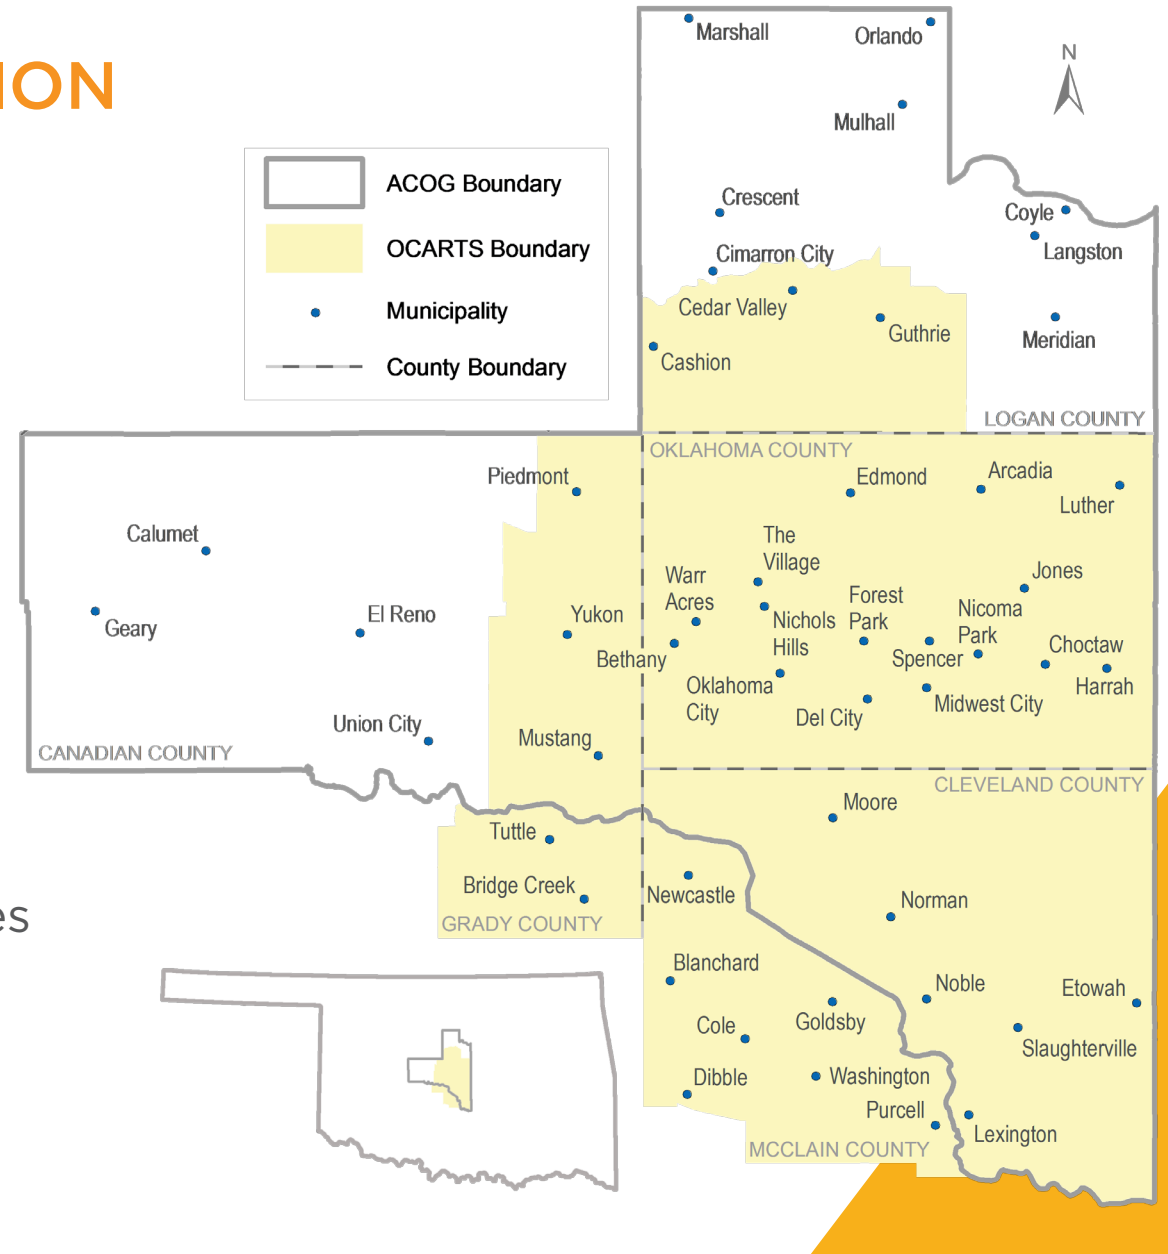 ION
N
ACOG Boundary
OCARTS Boundary
Municipality
County Boundary
Marshall
Orlando
Mulhall
Crescent
Coyle
Langston
Cimarron City
Cedar Valley
Guthrie
Meridian
Cashion
LOGAN COUNTY
OKLAHOMA COUNTY
Piedmont
Edmond
Arcadia
Luther
Calumet
The
Village
Geary
El Reno
Yukon
Warr
Acres
Bethany
Nichols
Hills
Forest
Park
Nicoma
Park
Jones
Spencer
Choctaw
Harrah
Oklahoma
City
Del City
Midwest City
Union City
Mustang
CANADIAN COUNTY
CLEVELAND COUNTY
Moore
Tuttle
Bridge Creek
Newcastle
GRADY COUNTY
Norman
es
Blanchard
Noble
Etowah
Goldsby
Cole
Slaughterville
Dibble
Washington
Purcell
Lexington
MCCLAIN COUNTY